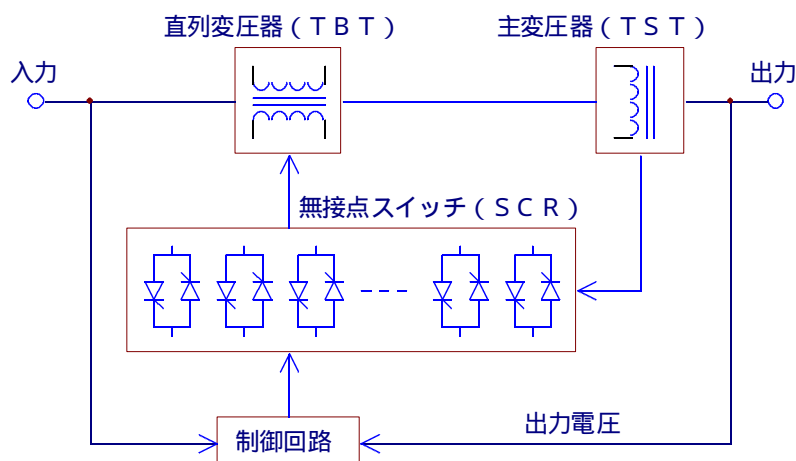 直列変圧器(TBT)
主変圧器(TST)
入力
出力
無接点スイッチ(SCR)
出力電圧
制御回路